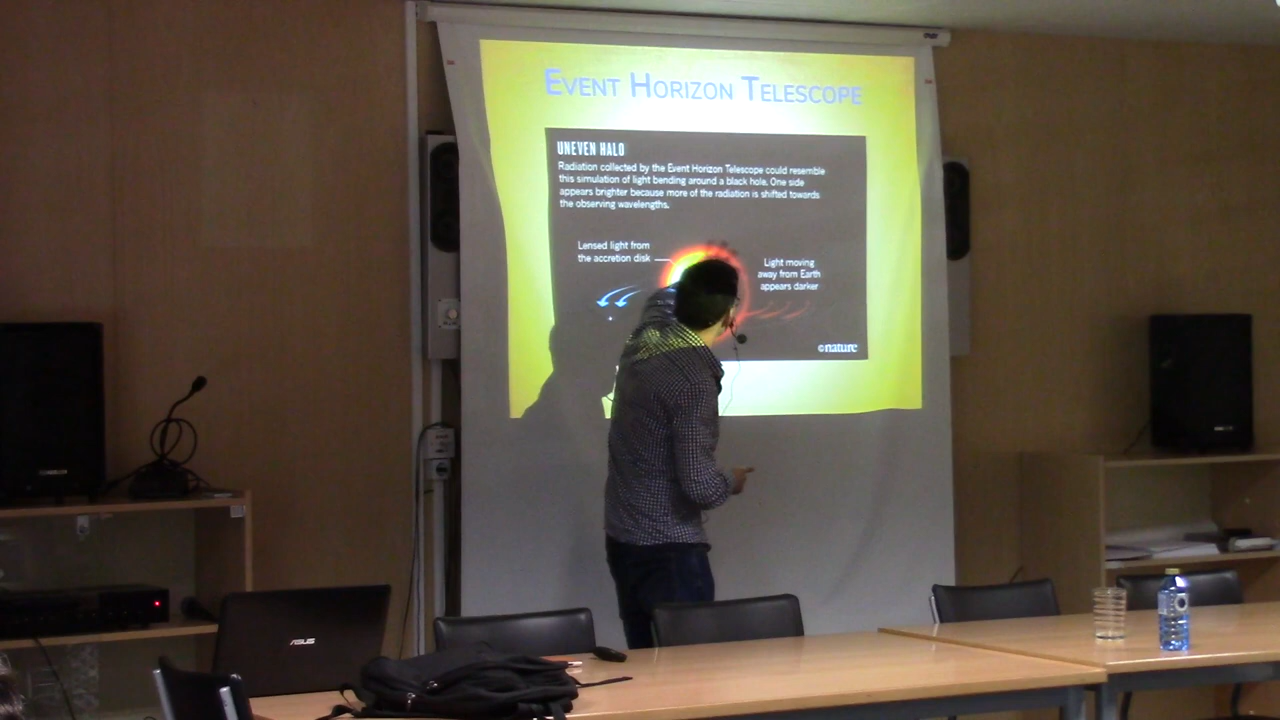 EVENT HORIZON TELESCOPE
UNEVEN HALO
Radiation collected by the Event Horizon Telescope could resemble
this simulation of light bending around a black hole. One side
appears brighter because more of the radiation is shifted towards
the observing wavelengths.
Lensed light from
the accretion disk
Light moving
away from Earth
appears darker
©nature
ASUS